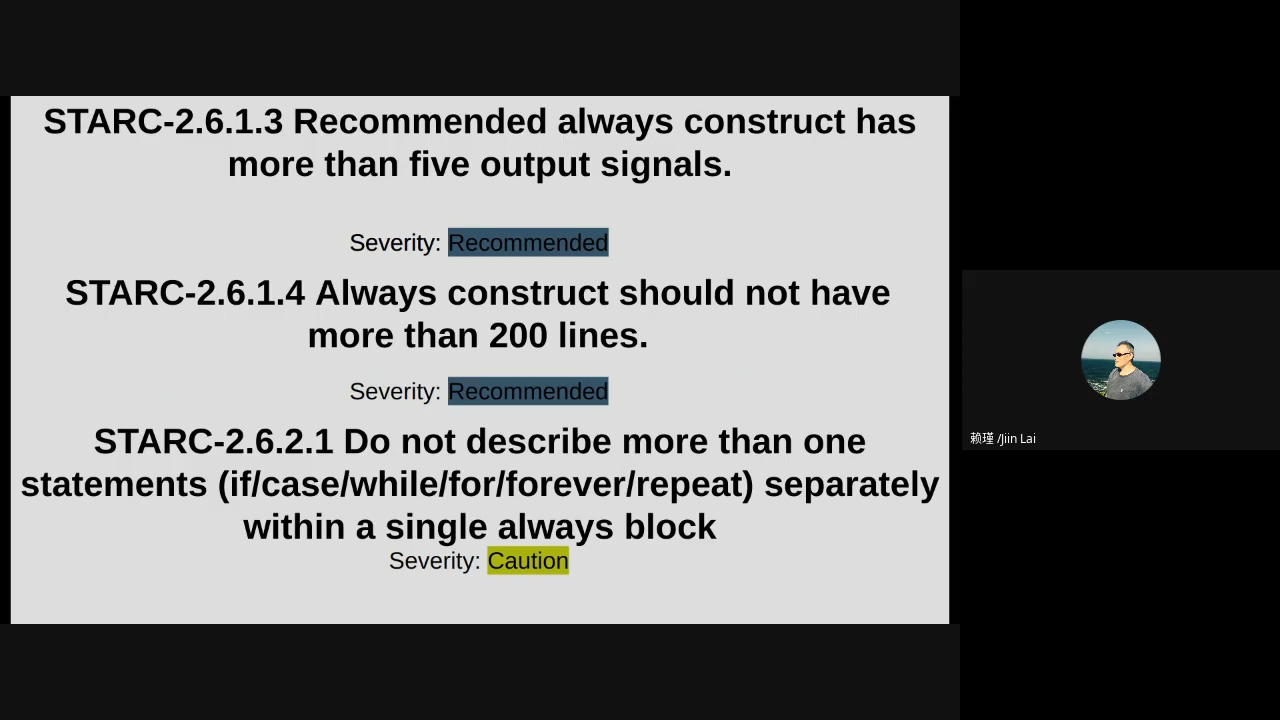 STARC-2.6.1.3 Recommended always construct has
more than five output signals.
Severity: Recommended
STARC-2.6.1.4 Always construct should not have
more than 200 lines.
Severity: Recommended
STARC-2.6.2.1 Do not describe more than one
statements (if/case/while/for/forever/repeat) separately
within a single always block
Severity: Caution
赖瑾 /Jiin Lai